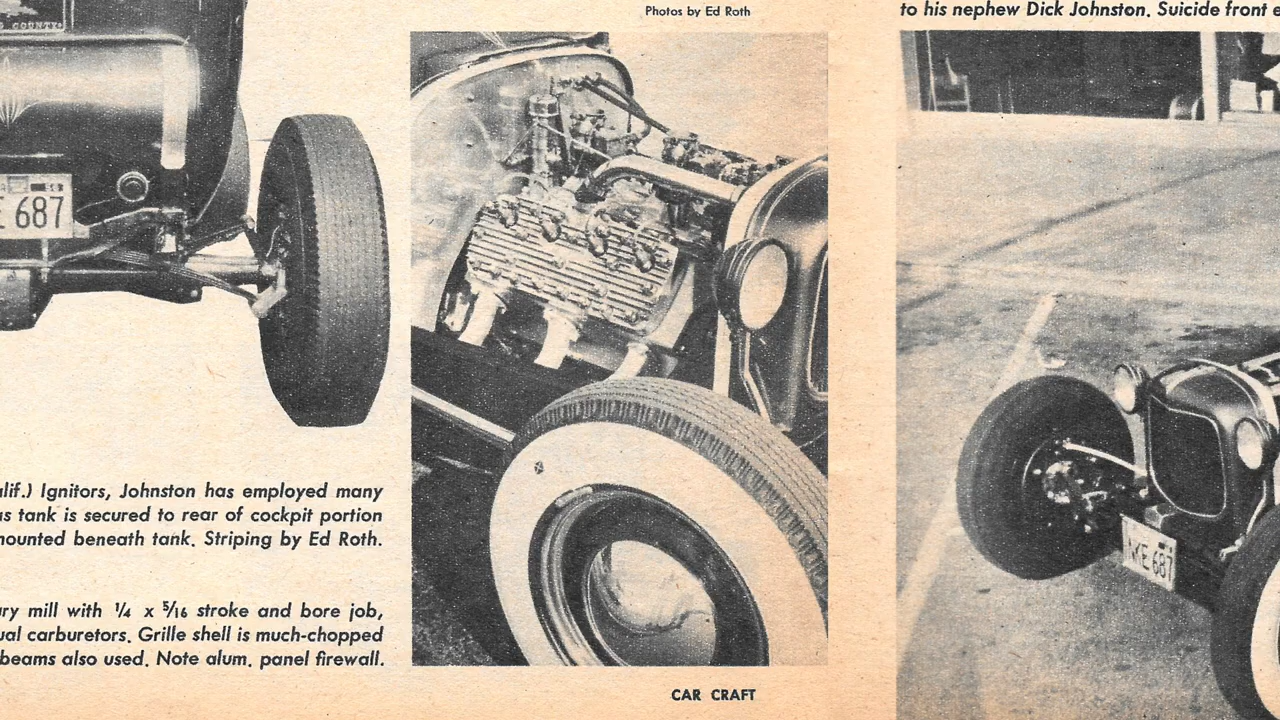 COUNTY
687
alif.) Ignitors, Johnston has employed many
as tank is secured to rear of cockpit portion
mounted beneath tank. Striping by Ed Roth.
ury mill with ¼ x 5/16 stroke and bore job,
ual carburetors. Grille shell is much-chopped
beams also used. Note alum. panel firewall.
Photos by Ed Roth
CAR CRAFT
to his nephew Dick Johnston. Suicide front e
KE 687